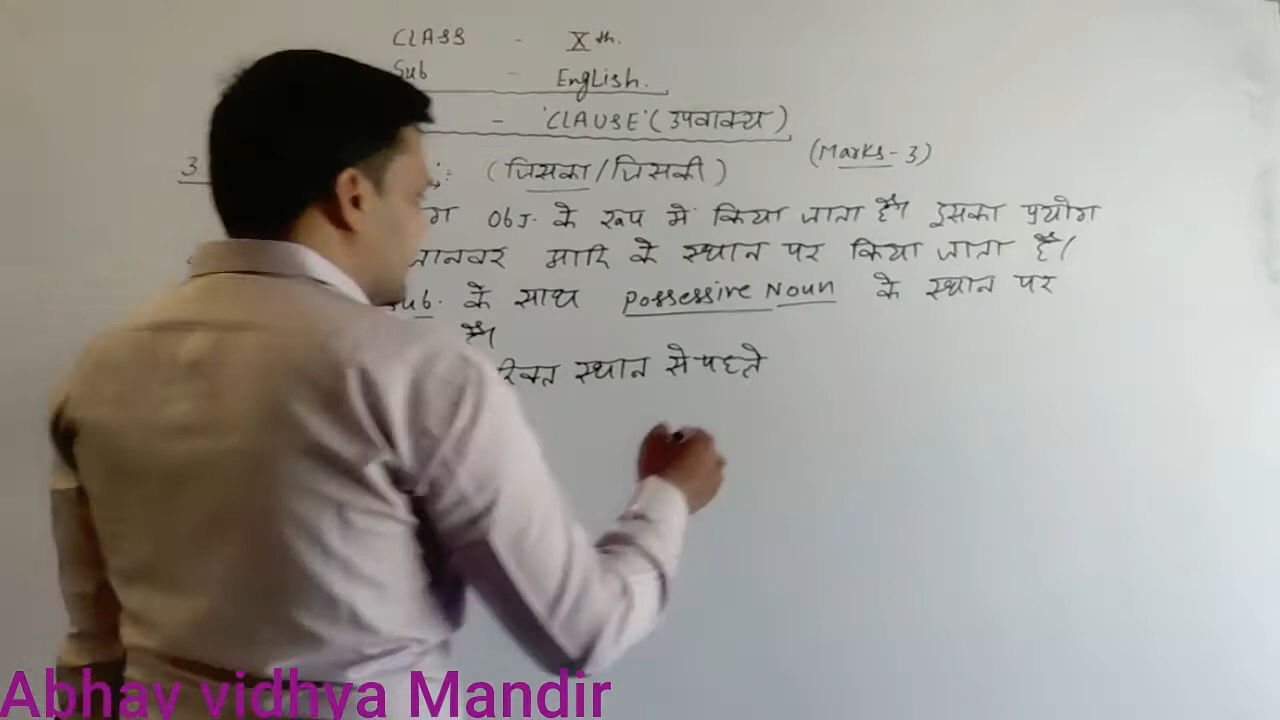 CLASS - Xth.
Sub - English.
- 'CLAUSE' (उपवाक्य)
(Marks - 3)
3 ;- (जिसका/जिसकी)
obj. के रूप में किया जाता है। इसका प्रयोग
जानवर आदि के स्थान पर किया जाता है।
Sub. के साथ Possessive Noun के स्थान पर
है।
रिक्त स्थान से पहले
Abhay vidhya Mandir